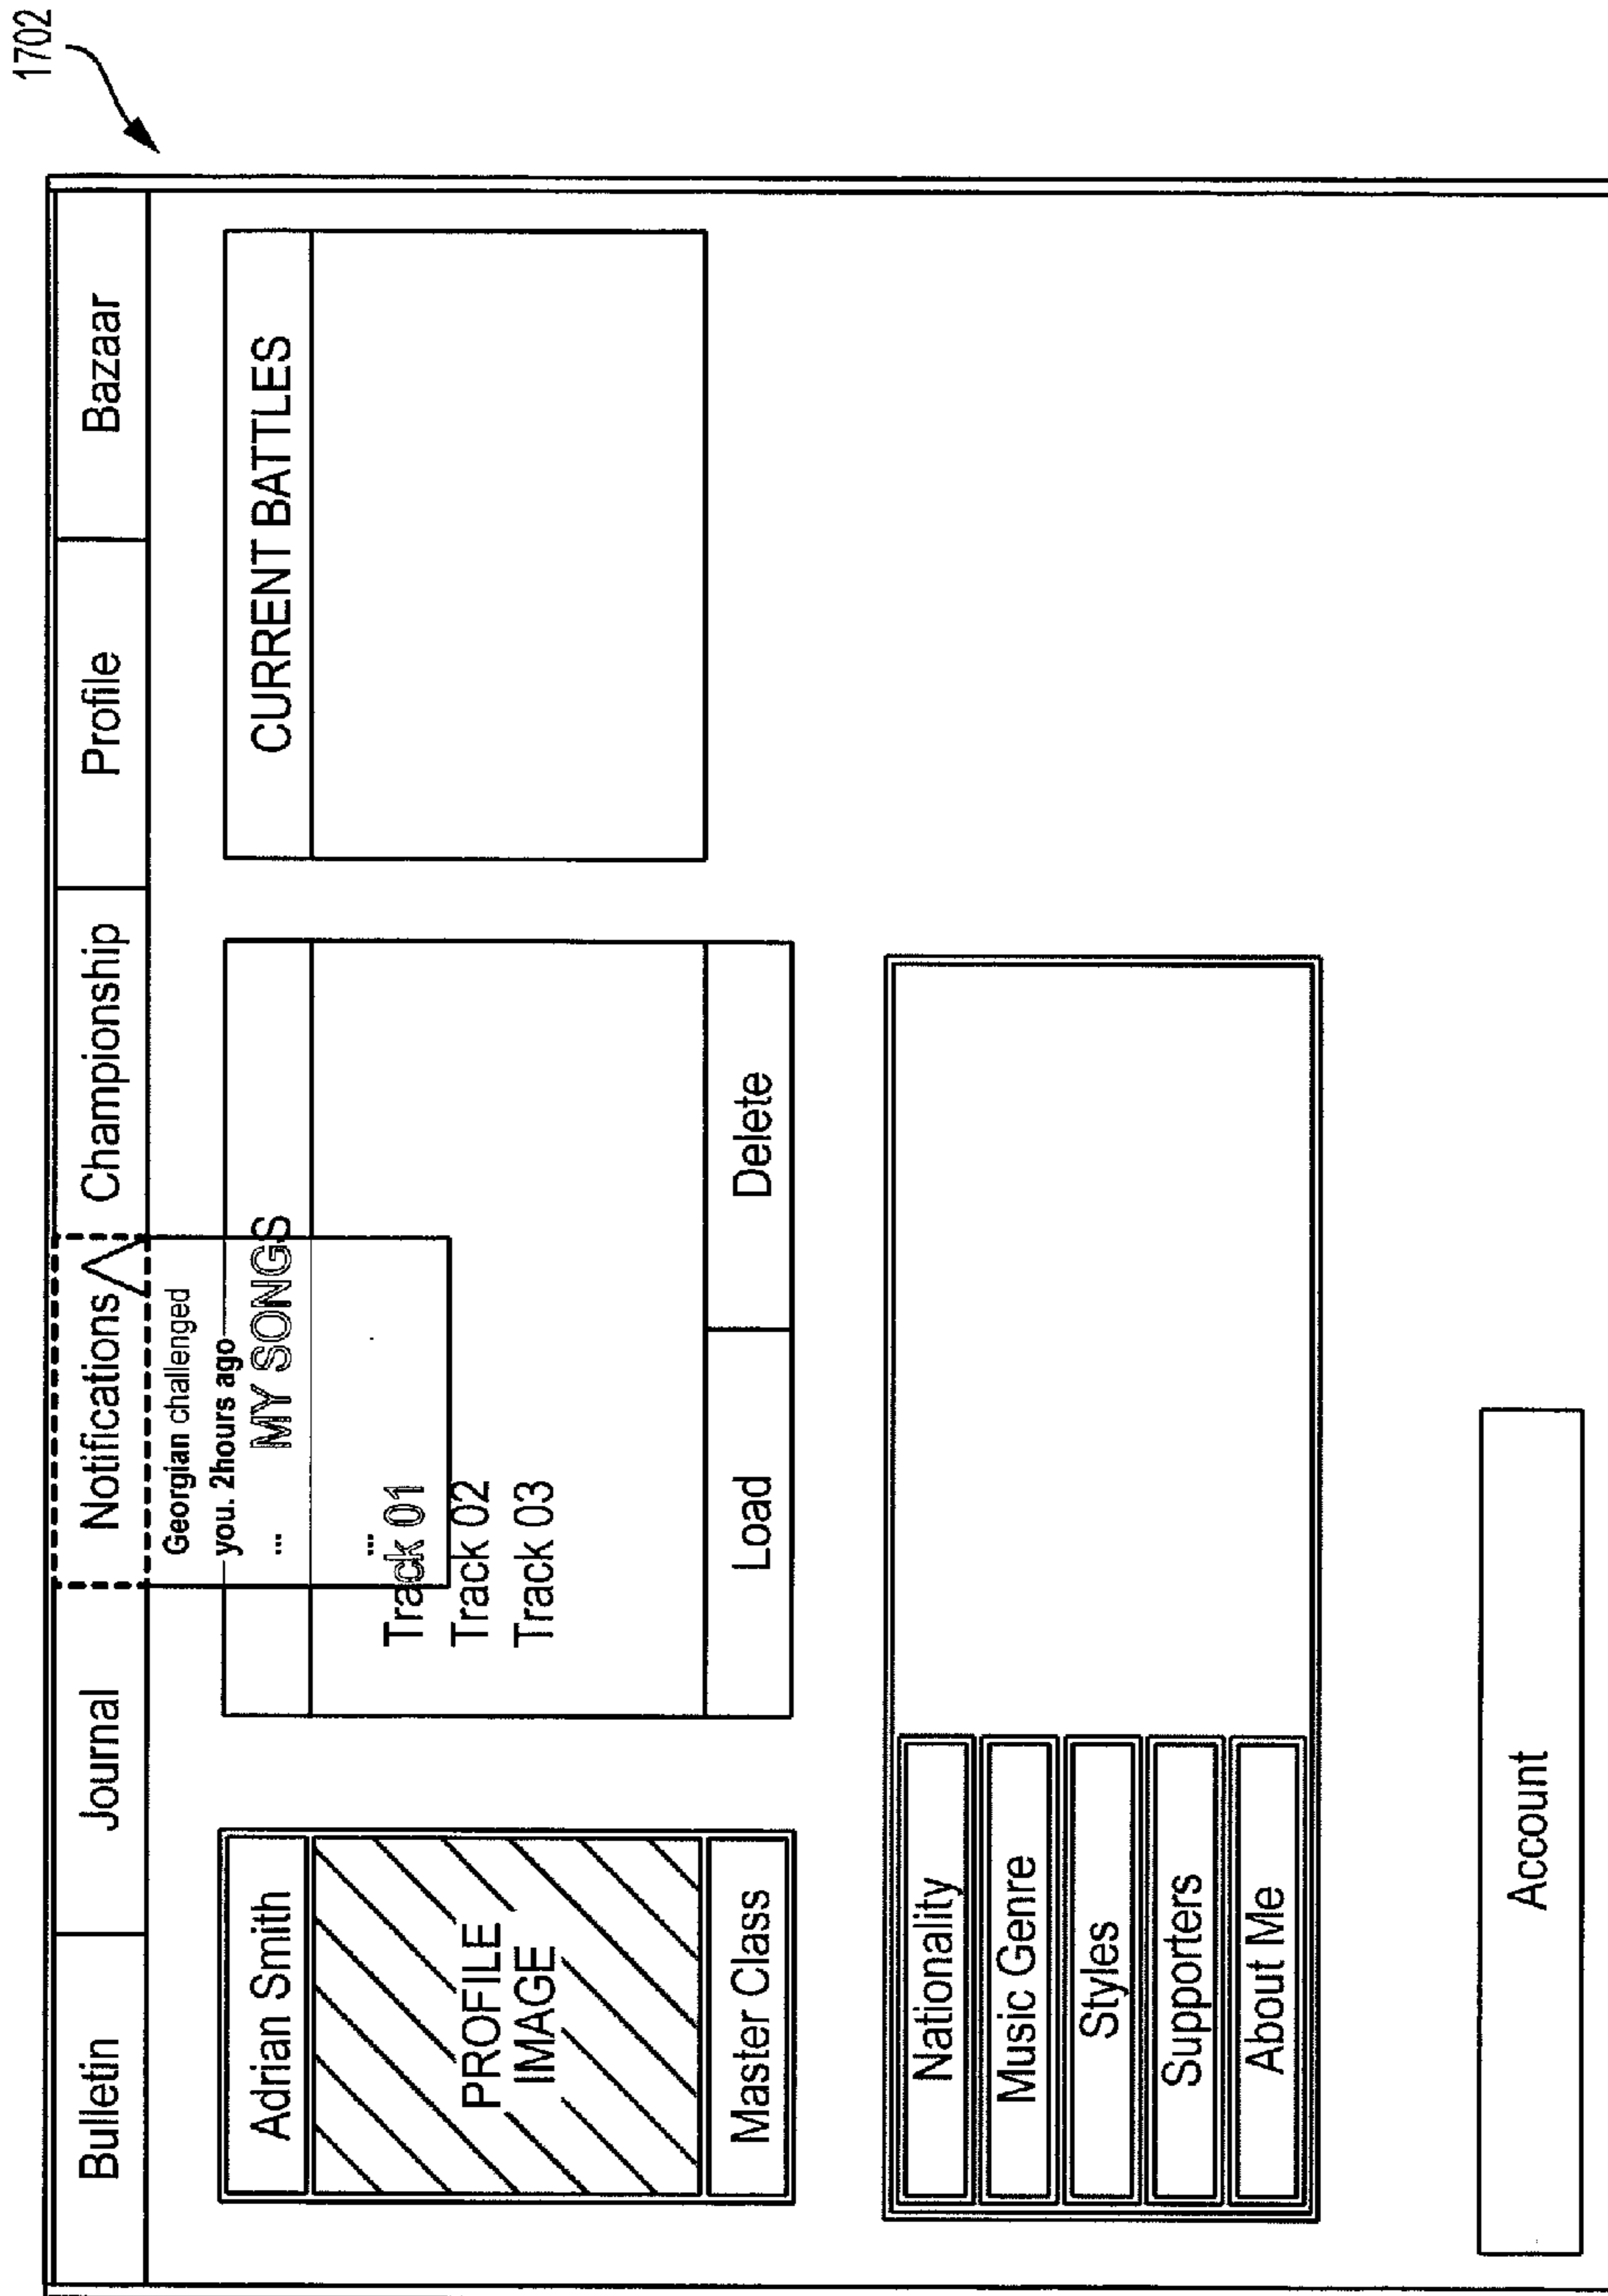 1702
Bulletin
Journal
Notifications
Championship
Profile
Bazaar
Georgian challenged
you. 2hours ago
...
...
Adrian Smith
PROFILE
IMAGE
Master Class
MY SONGS
Track 01
Track 02
Track 03
Load
Delete
CURRENT BATTLES
Nationality
Music Genre
Styles
Supporters
About Me
Account